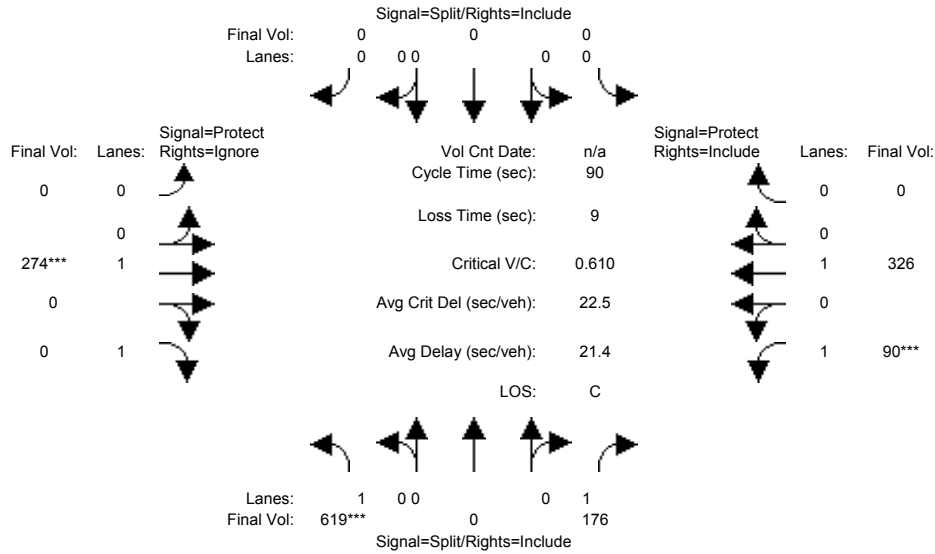 Signal=Split/Rights=Include
Final Vol: 0 0 0
Lanes: 0 0 0 0 0
Signal=Protect Signal=Protect
Final Vol: Lanes: Rights=Ignore Vol Cnt Date: n/a Rights=Include Lanes: Final Vol:
Cycle Time (sec): 90
0 0 0 0
Loss Time (sec): 9
0 0
274*** 1 Critical V/C: 0.610 1 326
0 Avg Crit Del (sec/veh): 22.5 0
0 1 Avg Delay (sec/veh): 21.4 1 90***
LOS: C
Lanes: 1 0 0 0 1
Final Vol: 619*** 0 176
Signal=Split/Rights=Include